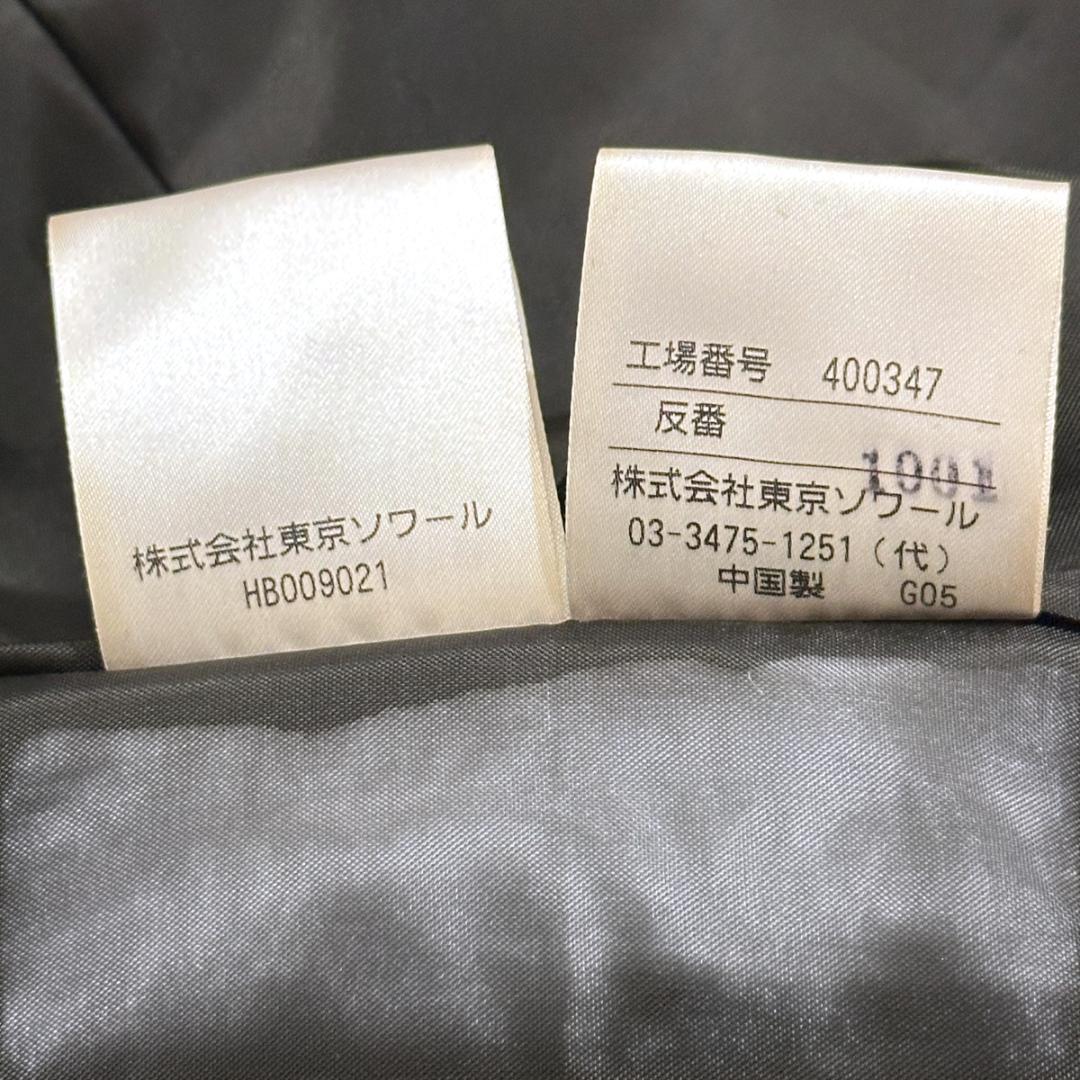 株式会社東京ソワール
HB009021
工場番号 400347
反番
1001
株式会社東京ソワール
03-3475-1251（代）
中国製 G05